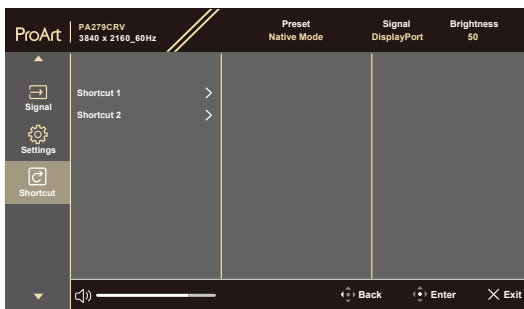 ProArt
PA279CRV
3840 x 2160_60Hz
Preset
Native Mode
Signal
DisplayPort
Brightness
50
Signal
Settings
Shortcut
Shortcut 1
Shortcut 2
Back
Enter
Exit